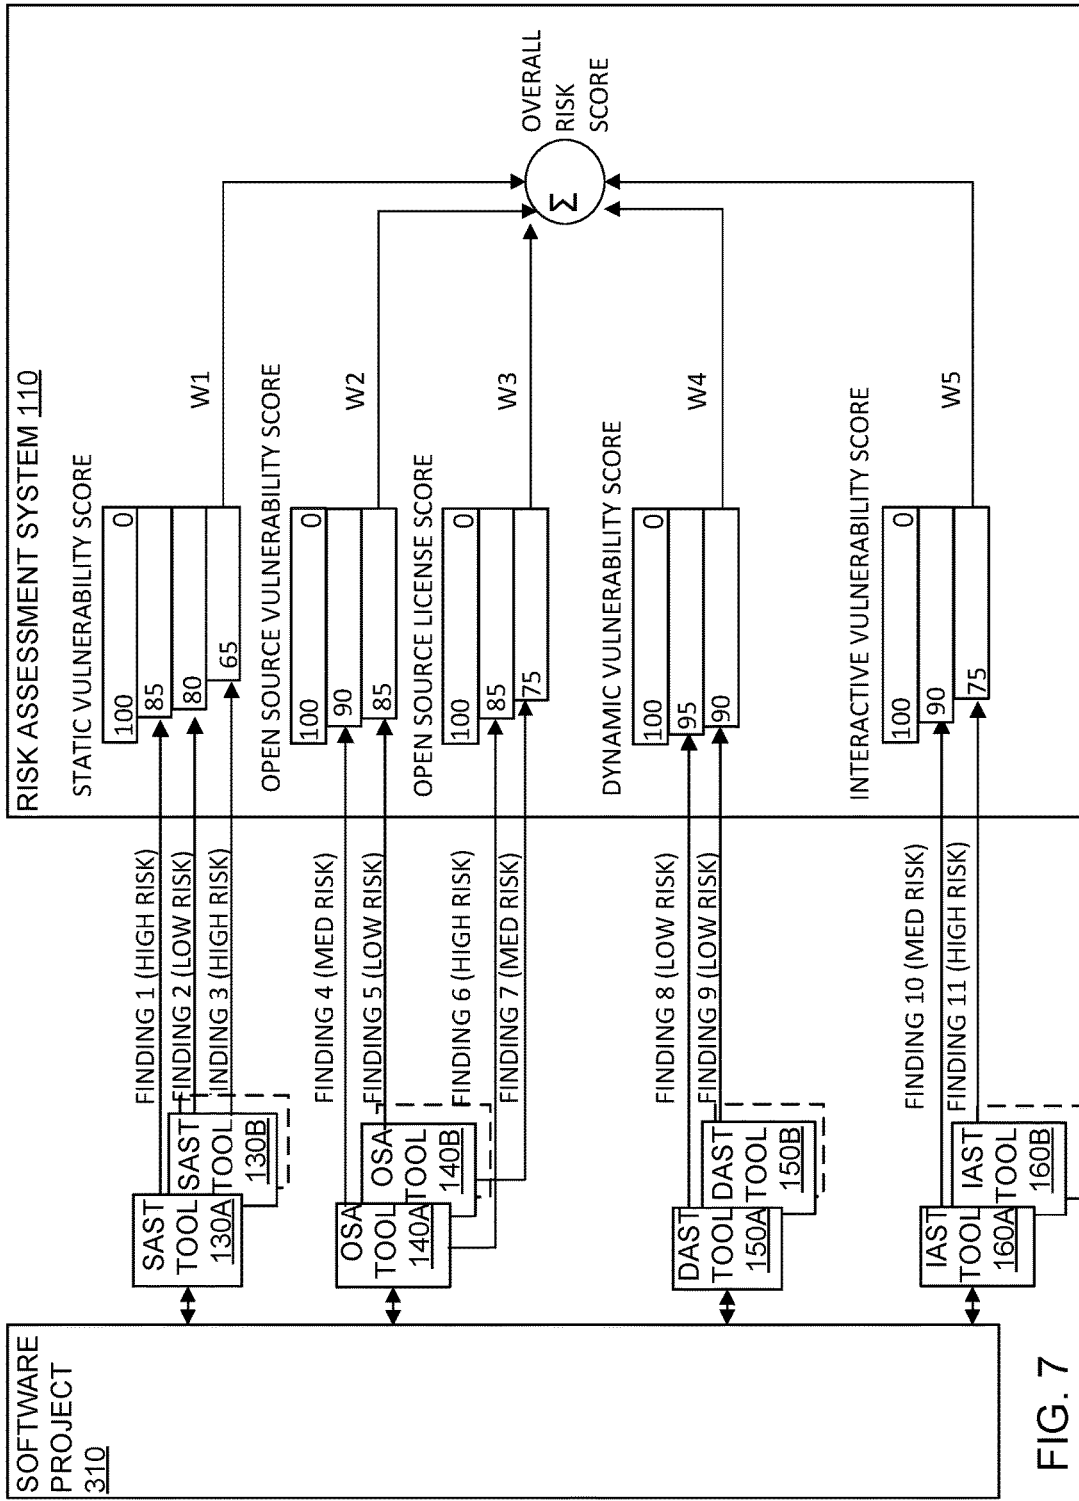 SOFTWARE
PROJECT
310
SAST
TOOL
130A
SAST
TOOL
130B
FINDING 1 (HIGH RISK)
FINDING 2 (LOW RISK)
FINDING 3 (HIGH RISK)
OSA
TOOL
140A
OSA
TOOL
140B
FINDING 4 (MED RISK)
FINDING 5 (LOW RISK)
FINDING 6 (HIGH RISK)
FINDING 7 (MED RISK)
DAST
TOOL
150A
DAST
TOOL
150B
FINDING 8 (LOW RISK)
FINDING 9 (LOW RISK)
IAST
TOOL
160A
IAST
TOOL
160B
FINDING 10 (MED RISK)
FINDING 11 (HIGH RISK)
RISK ASSESSMENT SYSTEM 110
STATIC VULNERABILITY SCORE
100 0
85
80
65
W1
OPEN SOURCE VULNERABILITY SCORE
100 0
90
85
W2
OPEN SOURCE LICENSE SCORE
100 0
85
75
W3
DYNAMIC VULNERABILITY SCORE
100 0
95
90
W4
INTERACTIVE VULNERABILITY SCORE
100 0
90
75
W5
Σ
OVERALL
RISK
SCORE
FIG. 7